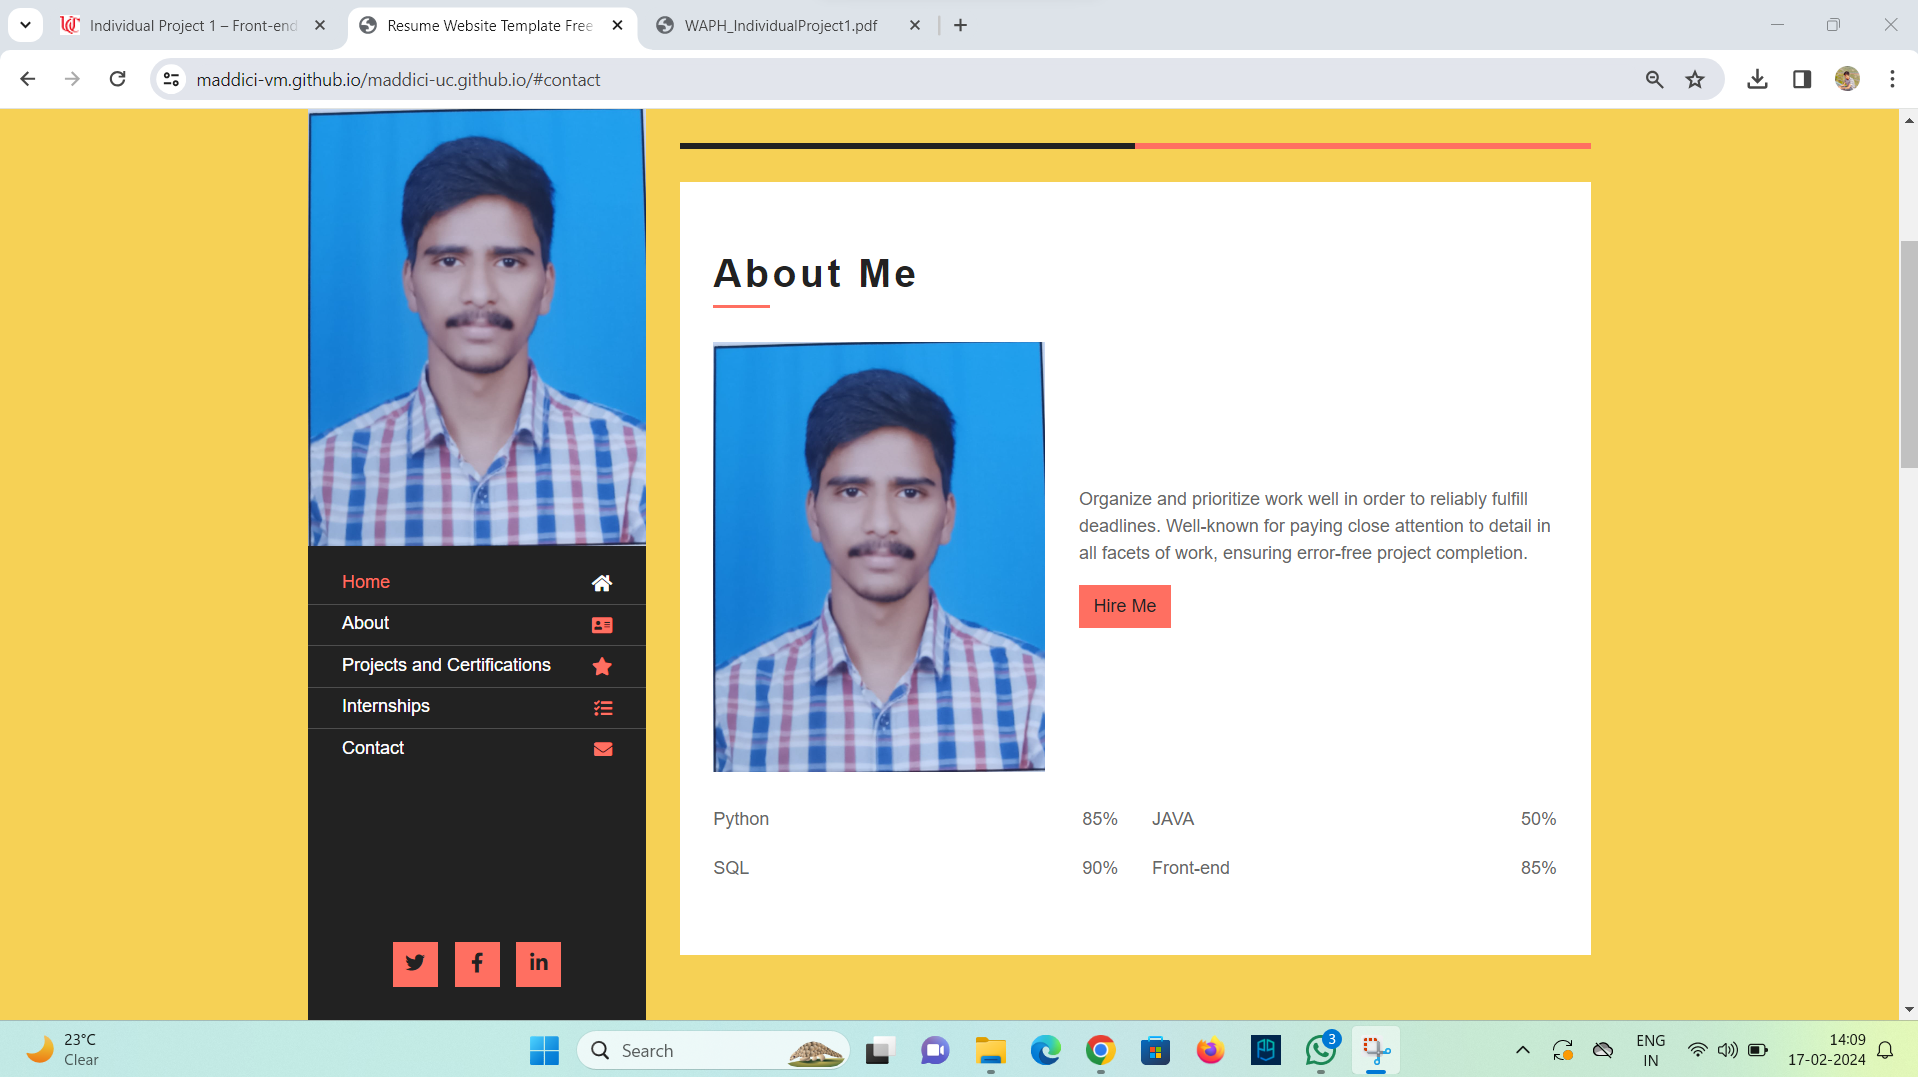 Individual Project 1 – Front-end
Resume Website Template Free
WAPH_IndividualProject1.pdf
maddici-vm.github.io/maddici-uc.github.io/#contact
Home
About
Projects and Certifications
Internships
Contact
About Me
Organize and prioritize work well in order to reliably fulfill
deadlines. Well-known for paying close attention to detail in
all facets of work, ensuring error-free project completion.
Hire Me
Python 85% JAVA 50%
SQL 90% Front-end 85%
23°C
Clear
Search
3
ENG
IN
14:09
17-02-2024